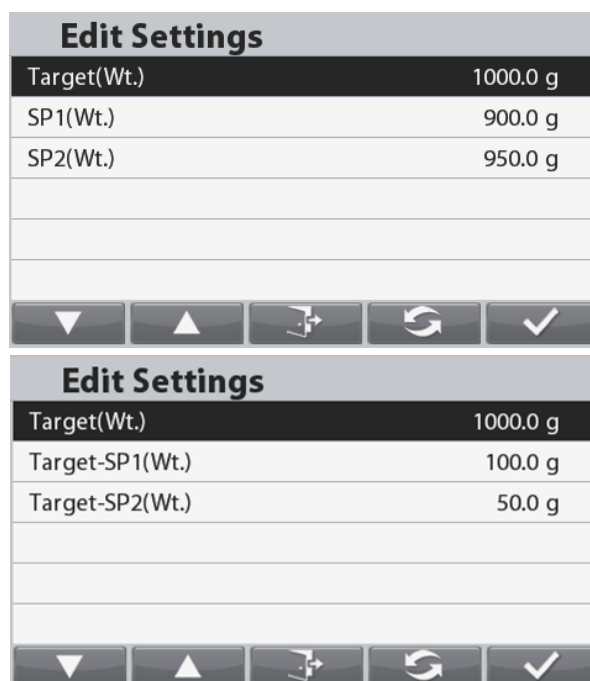 Edit Settings
Target(Wt.) 1000.0 g
SP1(Wt.) 900.0 g
SP2(Wt.) 950.0 g
Edit Settings
Target(Wt.) 1000.0 g
Target-SP1(Wt.) 100.0 g
Target-SP2(Wt.) 50.0 g